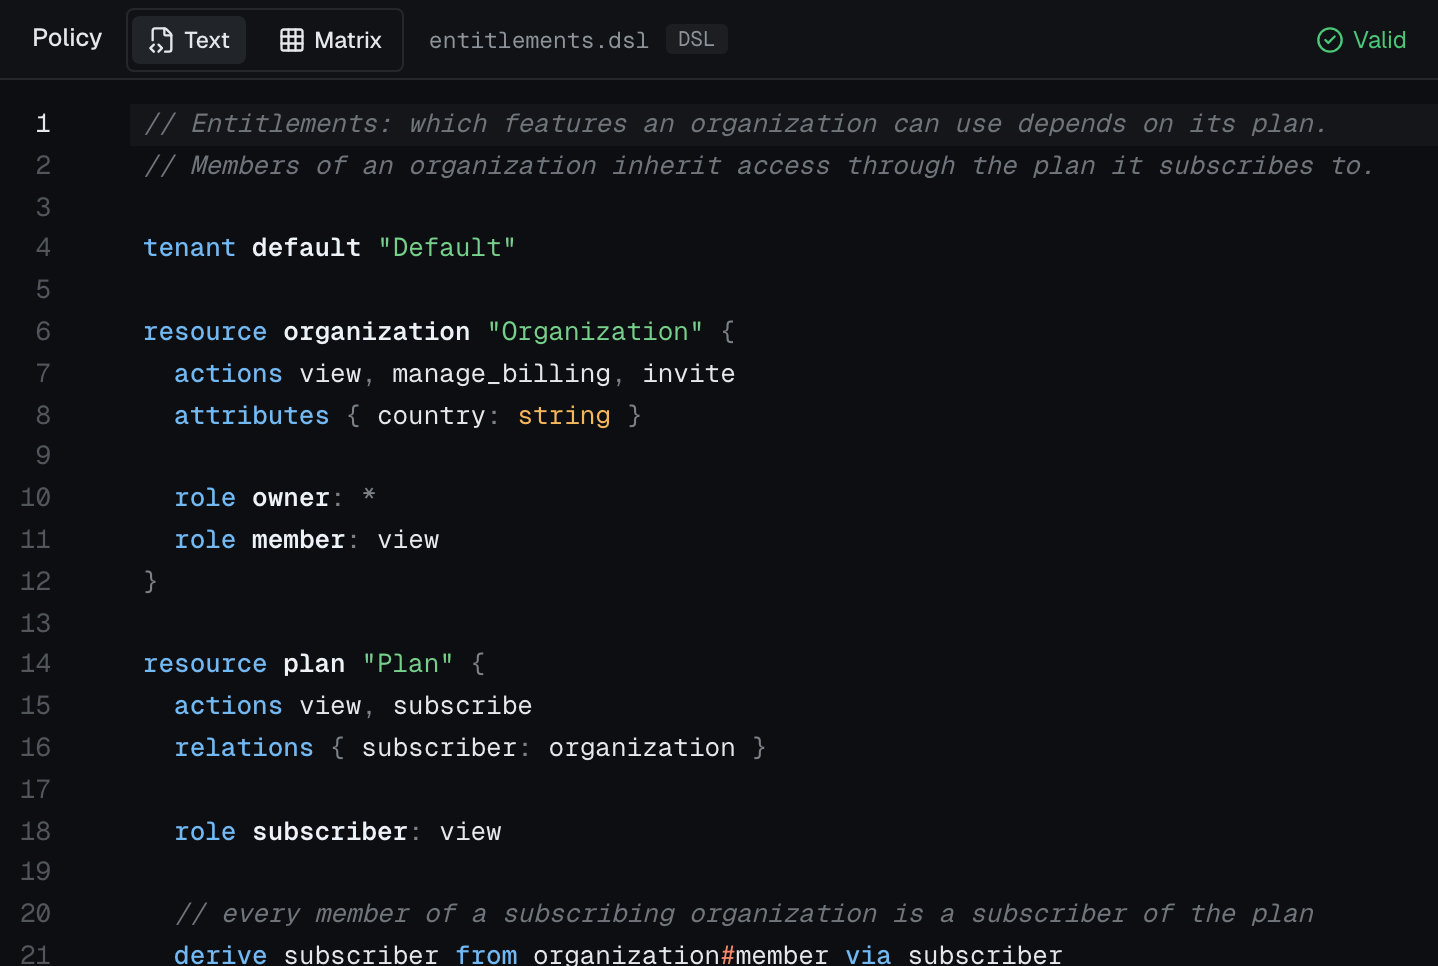 Policy
Text
Matrix
entitlements.dsl
DSL
Valid
1 // Entitlements: which features an organization can use depends on its plan.
2 // Members of an organization inherit access through the plan it subscribes to.
3
4 tenant default "Default"
5
6 resource organization "Organization" {
7   actions view, manage_billing, invite
8   attributes { country: string }
9
10   role owner: *
11   role member: view
12 }
13
14 resource plan "Plan" {
15   actions view, subscribe
16   relations { subscriber: organization }
17
18   role subscriber: view
19
20   // every member of a subscribing organization is a subscriber of the plan
21   derive subscriber from organization#member via subscriber